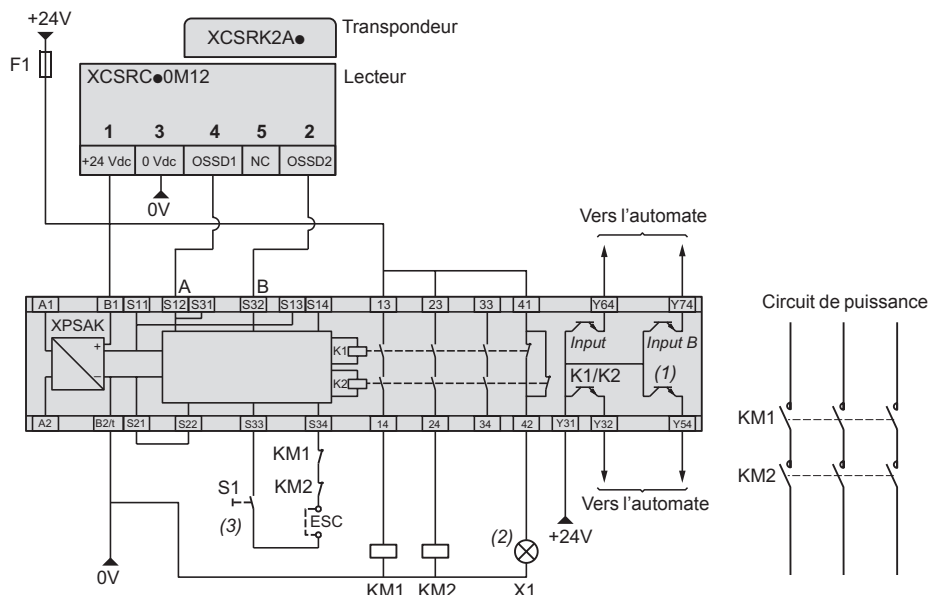 +24V
F1
XCSRK2A●
Transpondeur
XCSRC●0M12
Lecteur
1 3 4 5 2
+24 Vdc 0 Vdc OSSD1 NC OSSD2
0V
Vers l'automate
A B
A1 B1 S11 S12 S31 S32 S13 S14 13 23 33 41 Y64 Y74
Circuit de puissance
XPSAK
+
–
K1
K2
Input
Input B
K1/K2
(1)
A2 B2/t S21 S22 S33 S34 14 24 34 42 Y31 Y32 Y54
KM1
KM2
KM1
KM2
S1
(3)
ESC
Vers l'automate
(2)
+24V
0V
KM1 KM2 X1